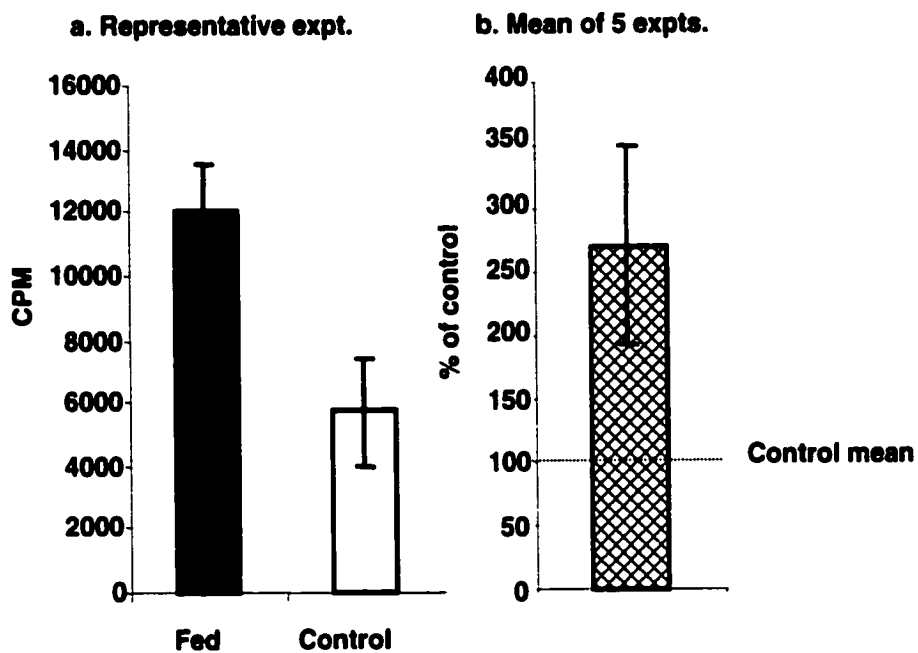 a. Representative expt.
16000
14000
12000
10000
8000
6000
4000
2000
0
CPM
Fed
Control
b. Mean of 5 expts.
400
350
300
250
200
150
100
50
0
% of control
Control mean